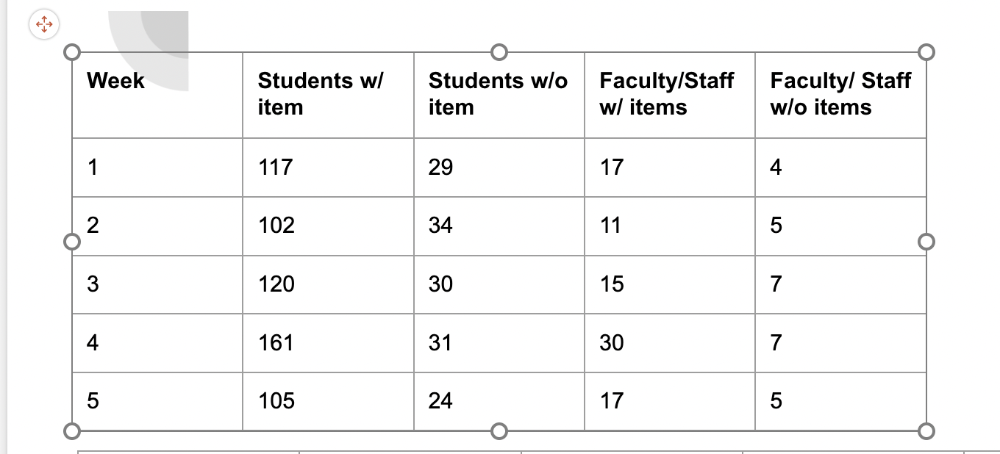 Week
Students w/
item
Students w/o
item
Faculty/Staff
w/ items
Faculty/ Staff
w/o items
1
117
29
17
4
2
102
34
11
5
3
120
30
15
7
4
161
31
30
7
5
105
24
17
5